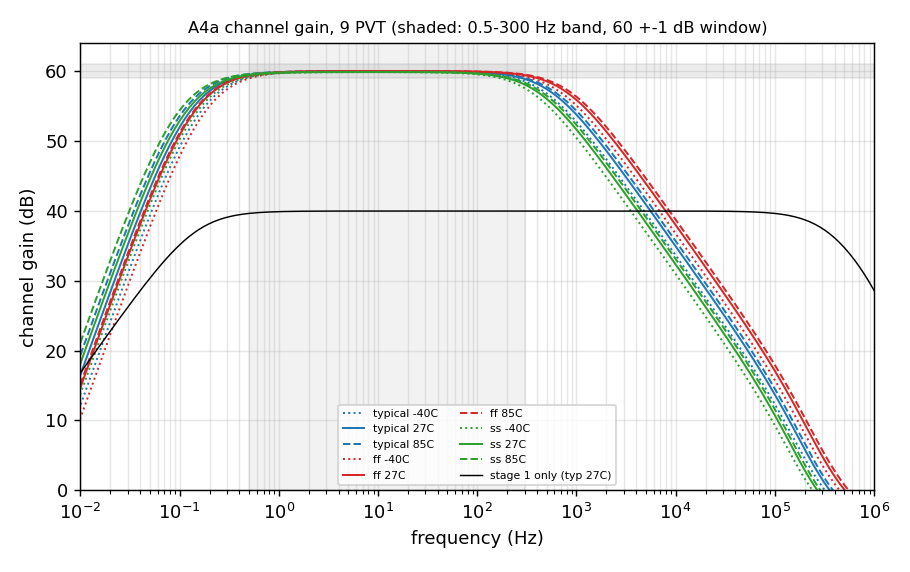 A4a channel gain, 9 PVT (shaded: 0.5-300 Hz band, 60 +-1 dB window)
channel gain (dB)
60
50
40
30
20
10
0
typical -40C
typical 27C
typical 85C
ff -40C
ff 27C
ff 85C
ss -40C
ss 27C
ss 85C
stage 1 only (typ 27C)
10⁻² 10⁻¹ 10⁰ 10¹ 10² 10³ 10⁴ 10⁵ 10⁶
frequency (Hz)